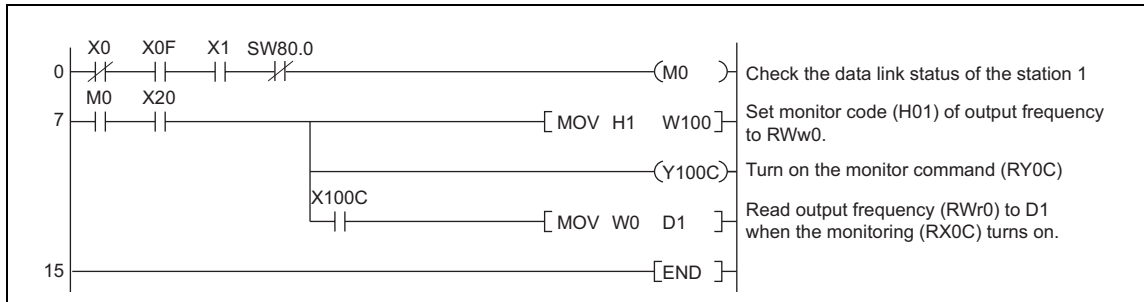 X0 X0F X1 SW80.0
0 M0 Check the data link status of the station 1
M0 X20
7 MOV H1 W100 Set monitor code (H01) of output frequency
to RWw0.
Y100C Turn on the monitor command (RY0C)
X100C
MOV W0 D1 Read output frequency (RWr0) to D1
when the monitoring (RX0C) turns on.
15 END